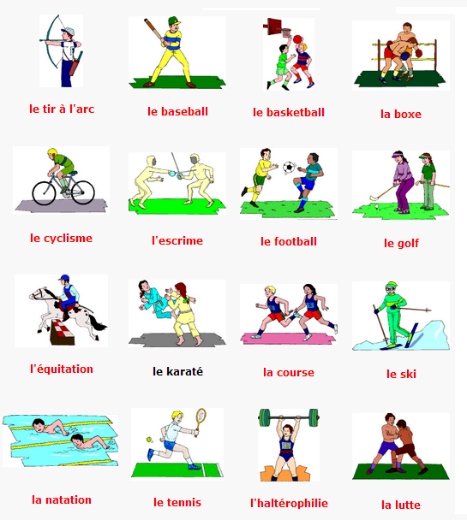 le tir à l'arc
le baseball
le basketball
la boxe
le cyclisme
l'escrime
le football
le golf
l'équitation
le karaté
la course
le ski
la natation
le tennis
l'haltérophilie
la lutte